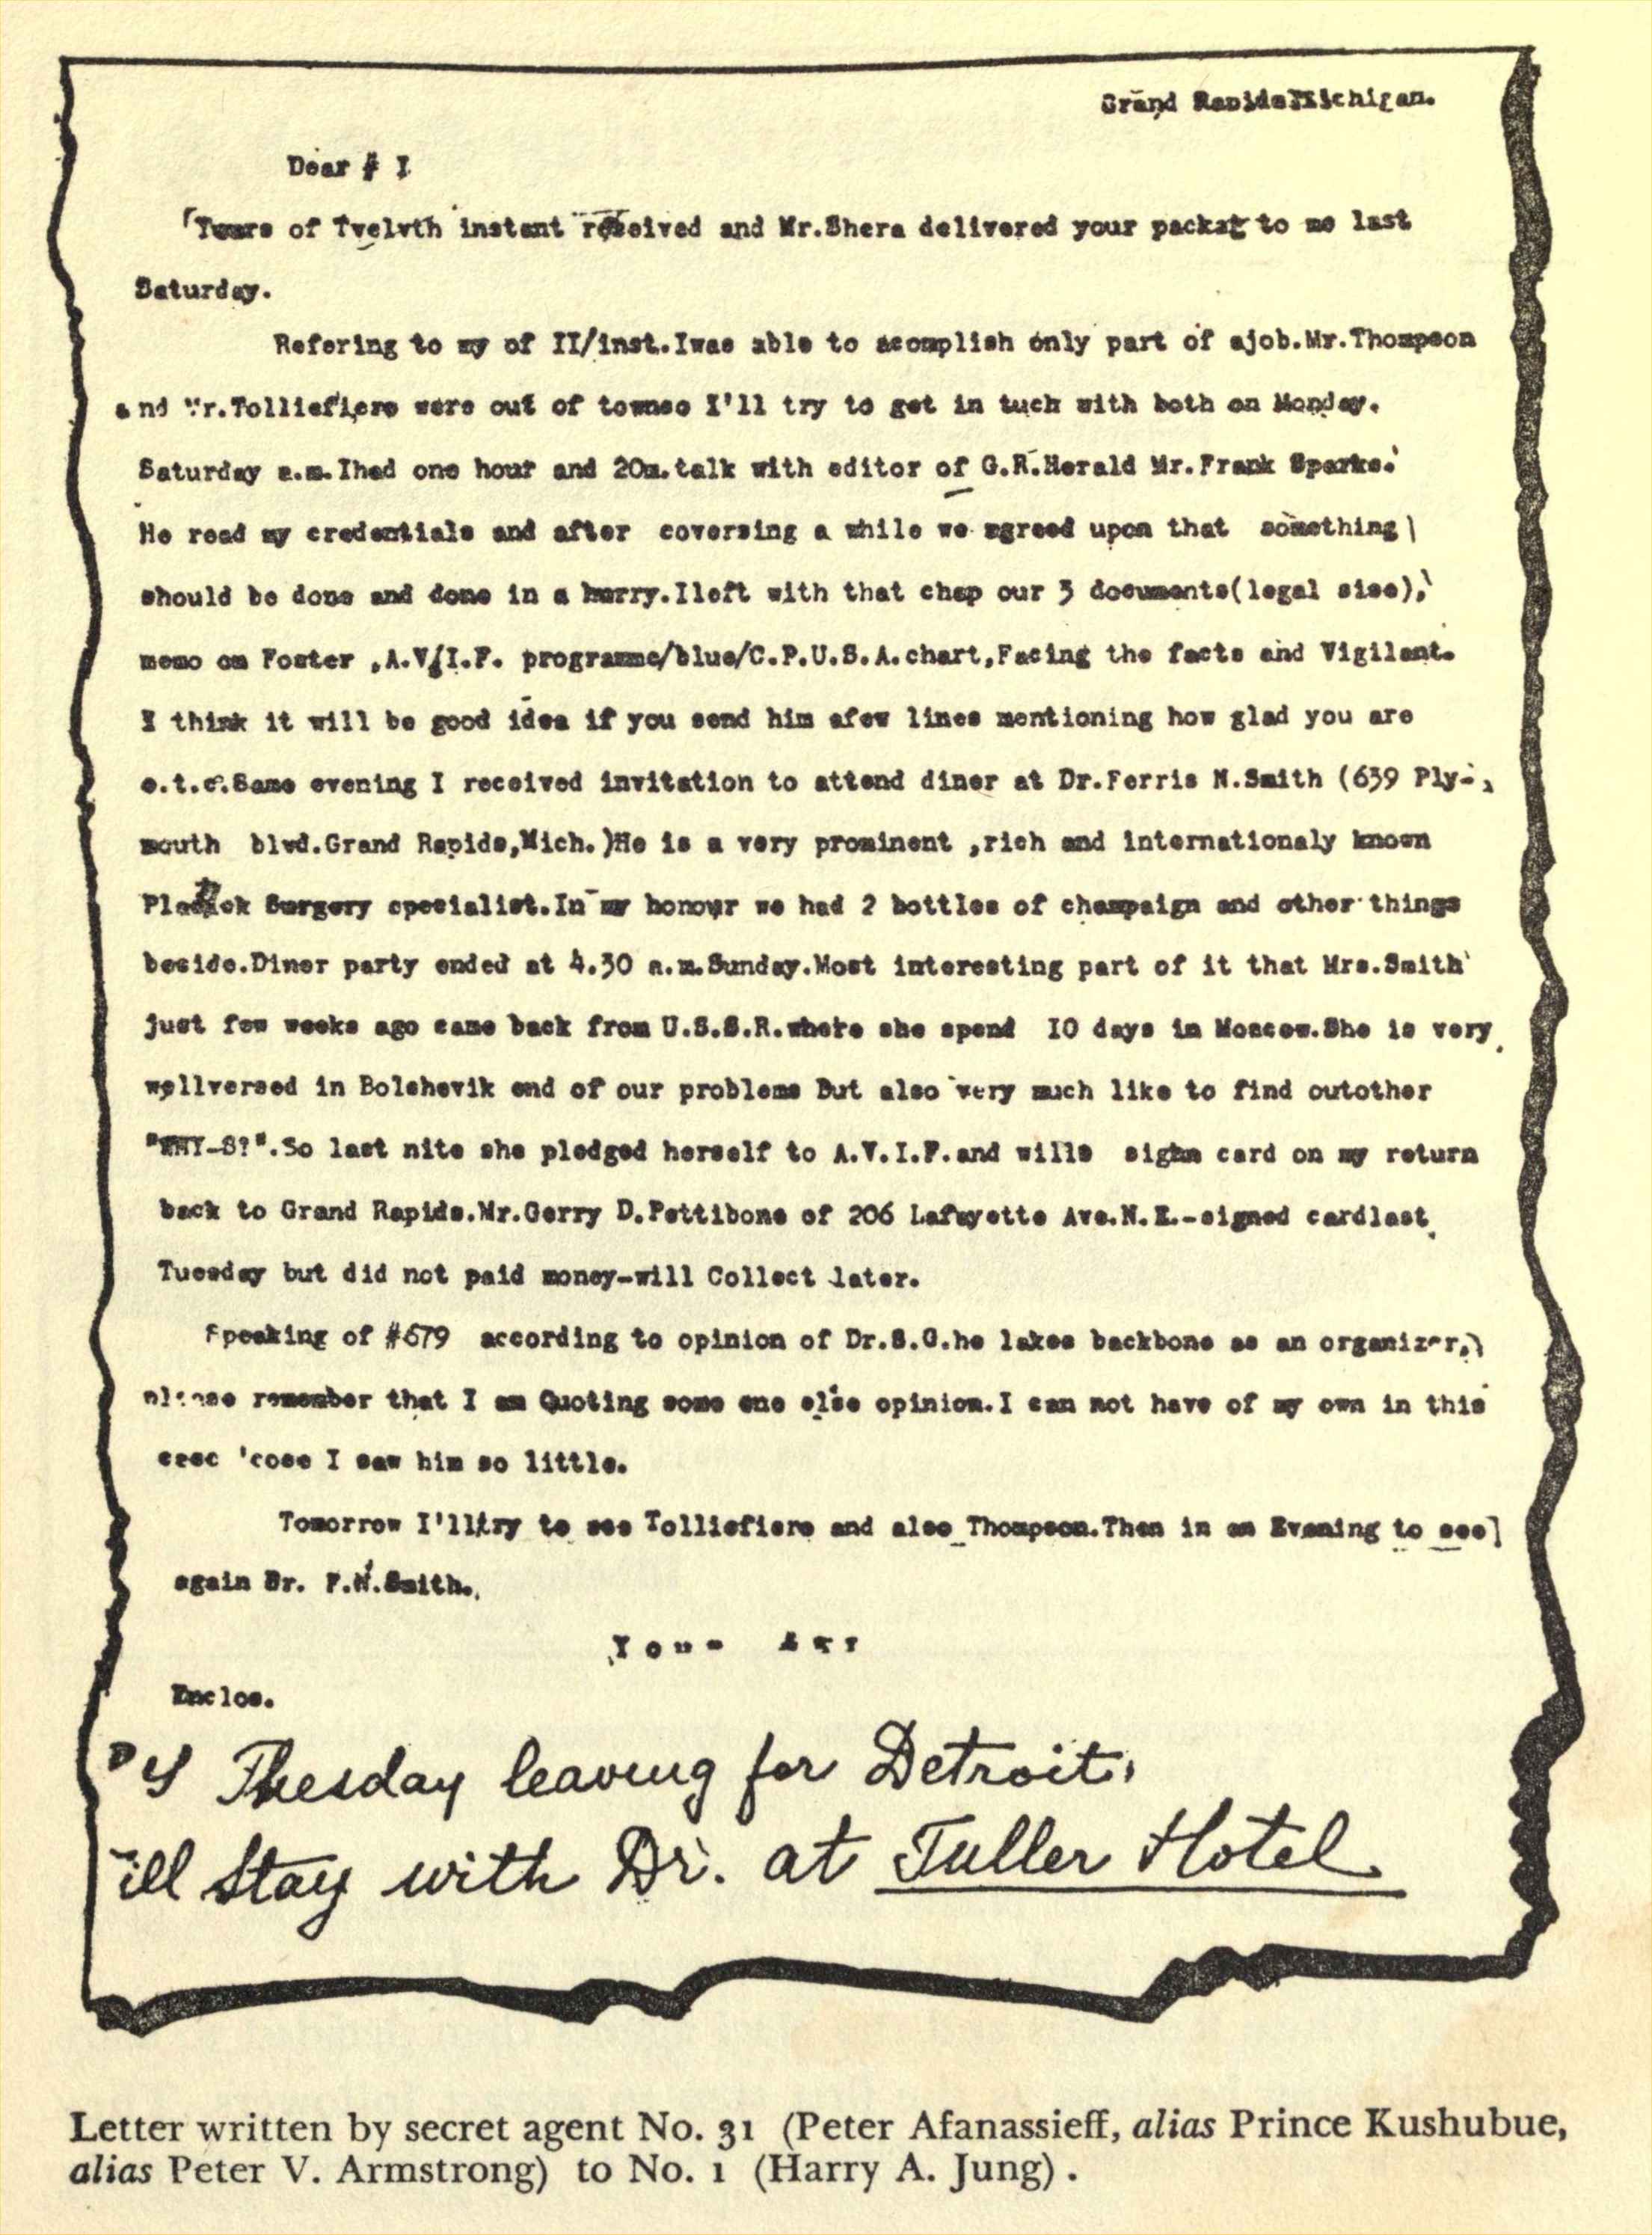 Grand Rapids Michigan.
Dear # I
Yours of Tvelvth instant received and Mr.Shera delivered your packat to me last
Saturday.
Refering to my of II/inst.Iwas able to acomplish only part of ajob.Mr.Thompson
and Mr.Tolliefiere were out of townso I'll try to get in tuch with both on Monday.
Saturday a.m.Ihad one hour and 20m.talk with editor of G.R.Herald Mr.Frank Sparks.
He read my credentials and after coversing a while we agreed upon that something
should be done and done in a hurry.Ileft with that chap our 3 documents(legal sise),
memo on Foster ,A.V.I.F. programme/blue/C.P.U.S.A.chart,Facing the facts and Vigilant.
I think it will be good idea if you send him afew lines mentioning how glad you are
e.t.c.Same evening I received invitation to attend diner at Dr.Ferris N.Smith (639 Ply-
mouth blvd.Grand Rapids,Mich.)He is a very prominent ,rich and internationaly known
Surgery specialist.In my honour we had 2 bottles of champaign and other things
beside.Diner party ended at 4.30 a.m.Sunday.Most interesting part of it that Mrs.Smith
just few weeks ago came back from U.S.S.R.where she spend 10 days in Moscow.She is very
wellversed in Bolshevik end of our problems But also very much like to find outother
"WHY-S?".So last nite she pledged herself to A.V.I.F.and wills sighn card on my return
back to Grand Rapids.Mr.Gerry D.Pettibone of 206 Lafayette Ave.N.E.-signed cardlast
Tuesday but did not paid money-will Collect later.
Speaking of #679 according to opinion of Dr.S.G.he lakes backbone as an organizer,
please remember that I am Quoting some one else opinion.I can not have of my own in this
case 'cose I saw him so little.
Tomorrow I'lltry to see Tolliefiere and also Thompson.Then in an Evening to see
again Dr. F.N.Smith.
Enclos.
PS Thesday leaving for Detroit.
ill stay with Dr. at Tuller Hotel
Letter written by secret agent No. 31 (Peter Afanassieff, alias Prince Kushubue,
alias Peter V. Armstrong) to No. 1 (Harry A. Jung).